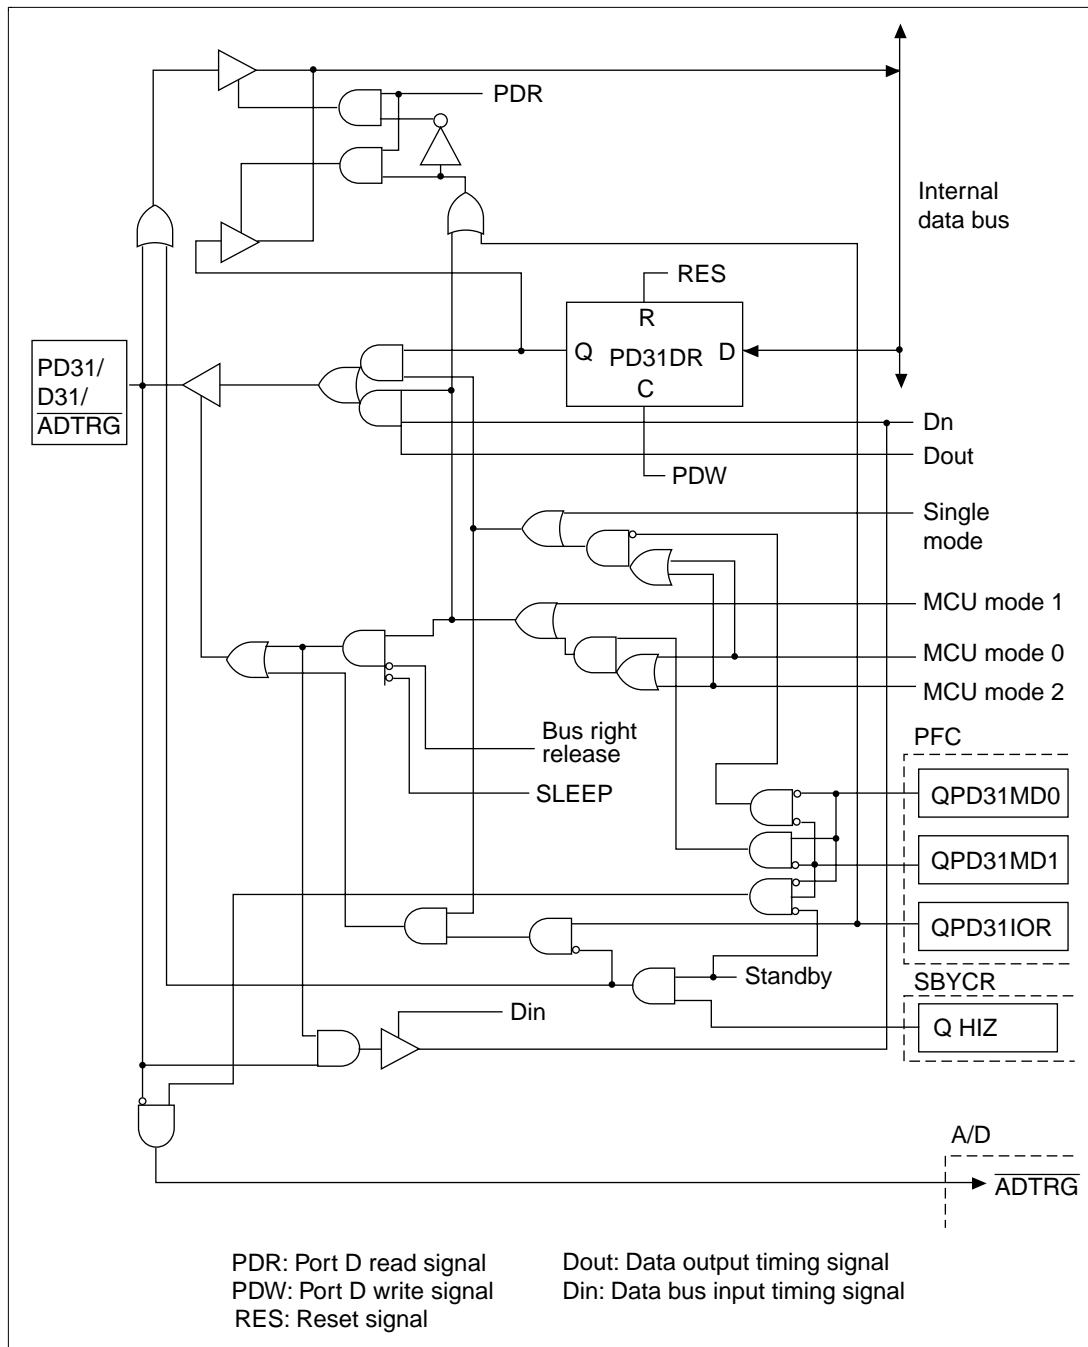 PDR
Internal
data bus
RES
R
Q
PD31DR
D
C
PD31/
D31/
ADTRG
Dn
Dout
PDW
Single
mode
MCU mode 1
MCU mode 0
MCU mode 2
Bus right
release
SLEEP
PFC
QPD31MD0
QPD31MD1
QPD31IOR
Standby
SBYCR
Q HIZ
Din
A/D
ADTRG
PDR: Port D read signal
Dout: Data output timing signal
PDW: Port D write signal
Din: Data bus input timing signal
RES: Reset signal